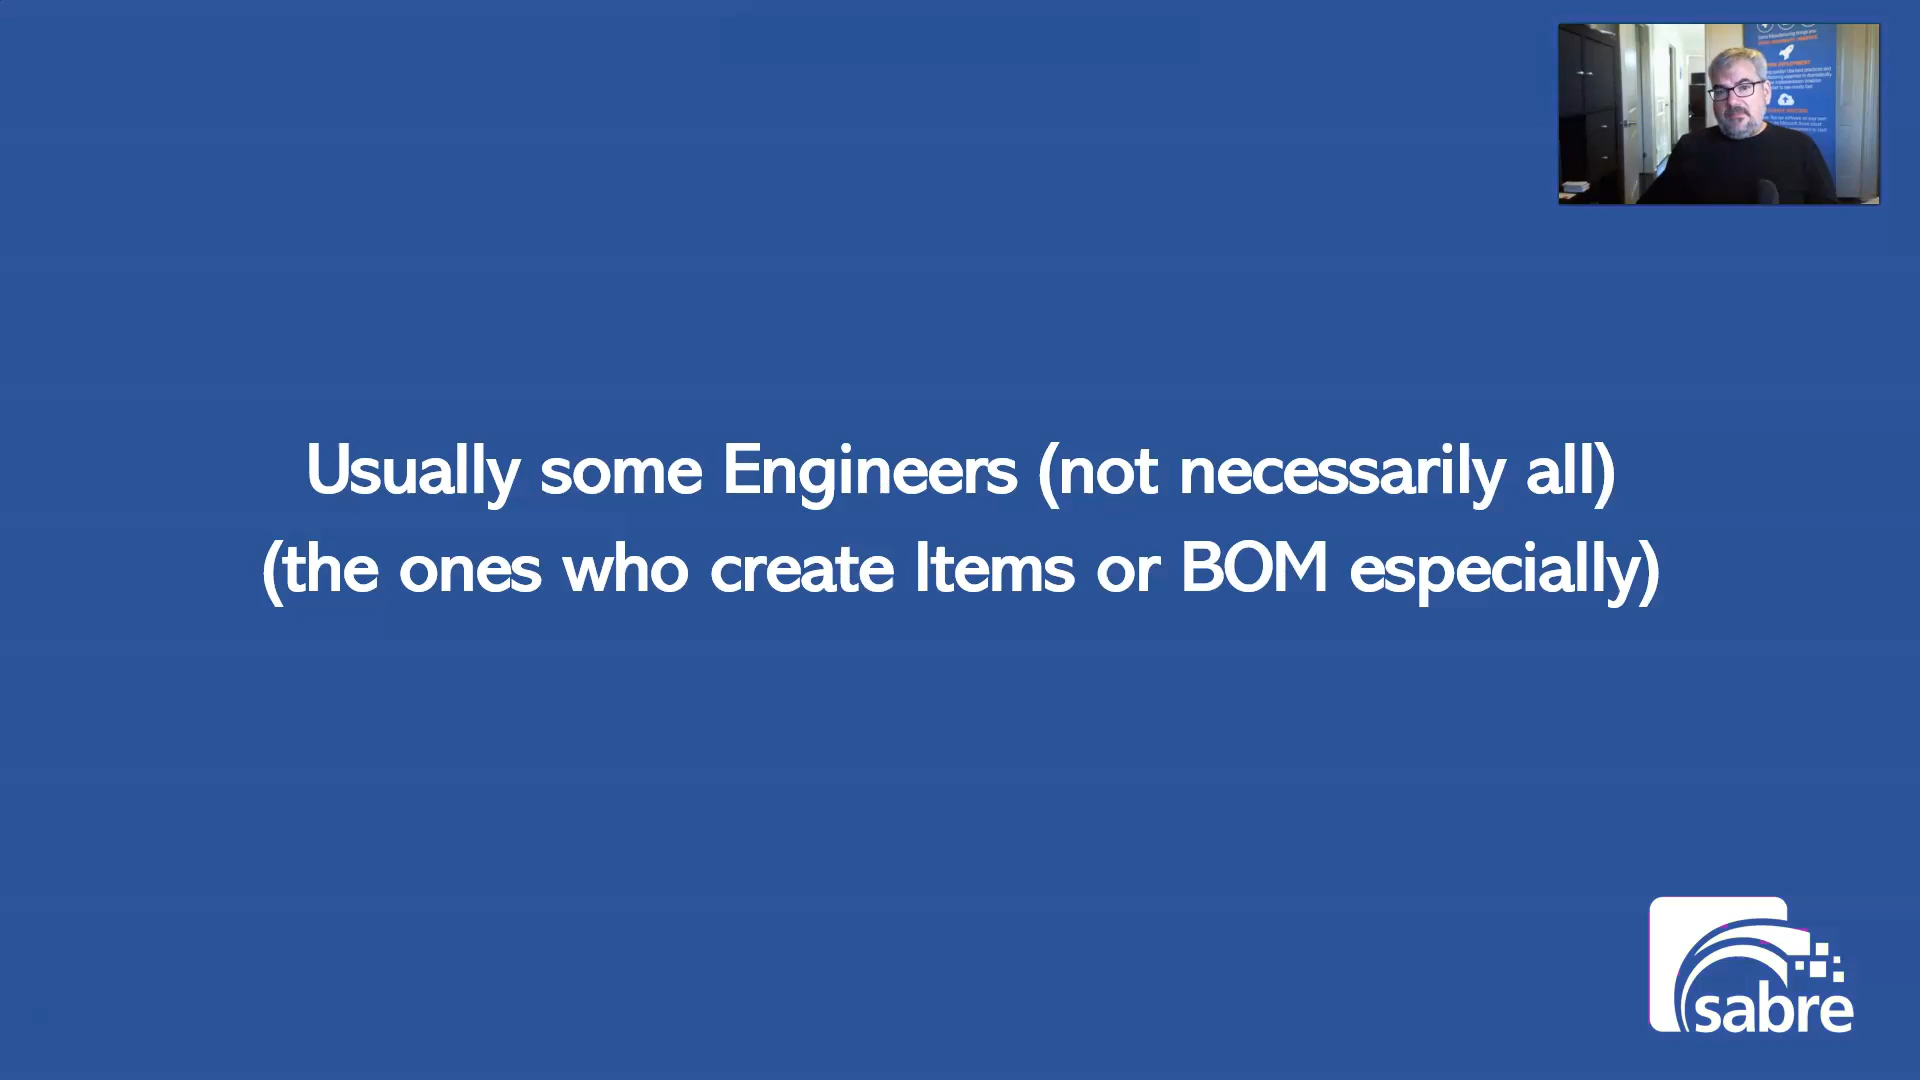 Usually some Engineers (not necessarily all)
(the ones who create Items or BOM especially)
sabre